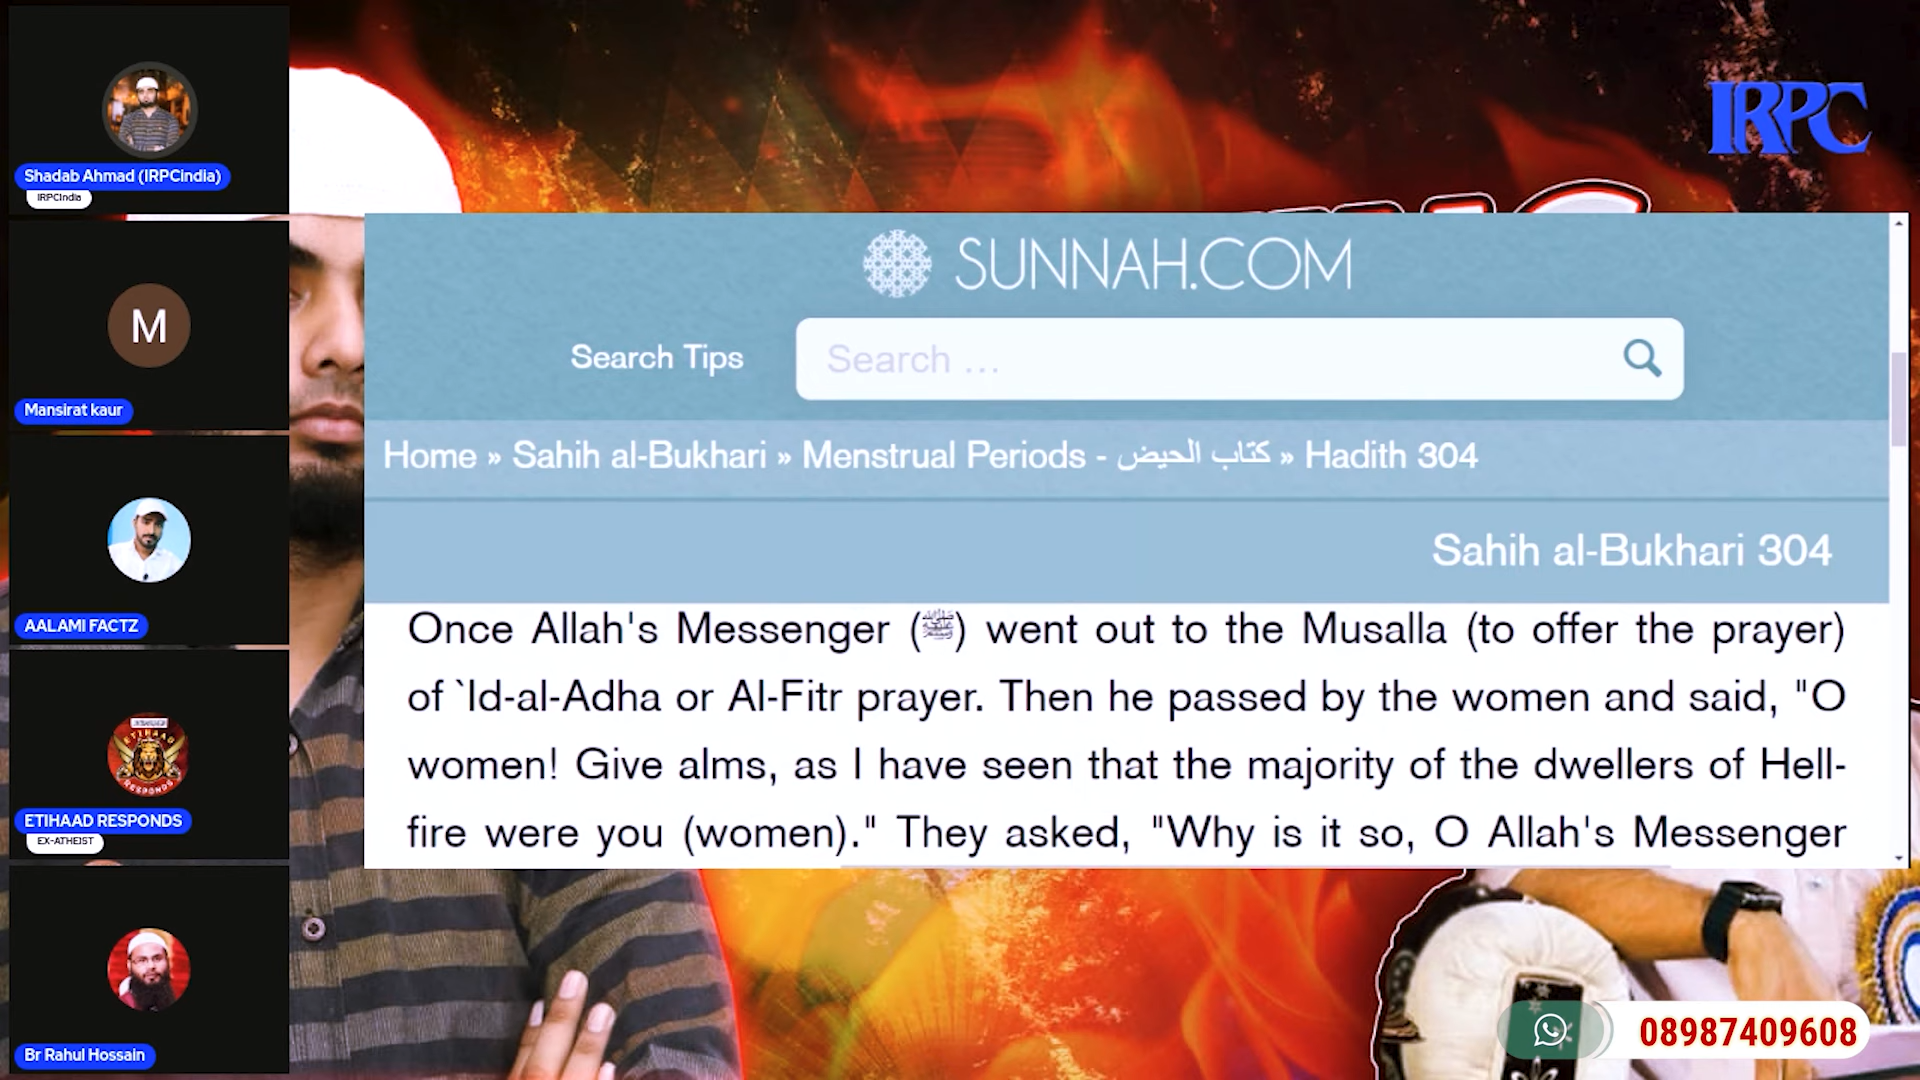 Shadab Ahmad (IRPCindia)
IRPCindia
M
Mansirat kaur
AALAMI FACTZ
ETIHAAD
RESPONDS
ETIHAAD RESPONDS
EX-ATHEIST
Br Rahul Hossain
IRPC
SUNNAH.COM
Search Tips
Search ...
Home » Sahih al-Bukhari » Menstrual Periods - كتاب الحيض » Hadith 304
Sahih al-Bukhari 304
Once Allah's Messenger (ﷺ) went out to the Musalla (to offer the prayer)
of `Id-al-Adha or Al-Fitr prayer. Then he passed by the women and said, "O
women! Give alms, as I have seen that the majority of the dwellers of Hell-
fire were you (women)." They asked, "Why is it so, O Allah's Messenger
08987409608